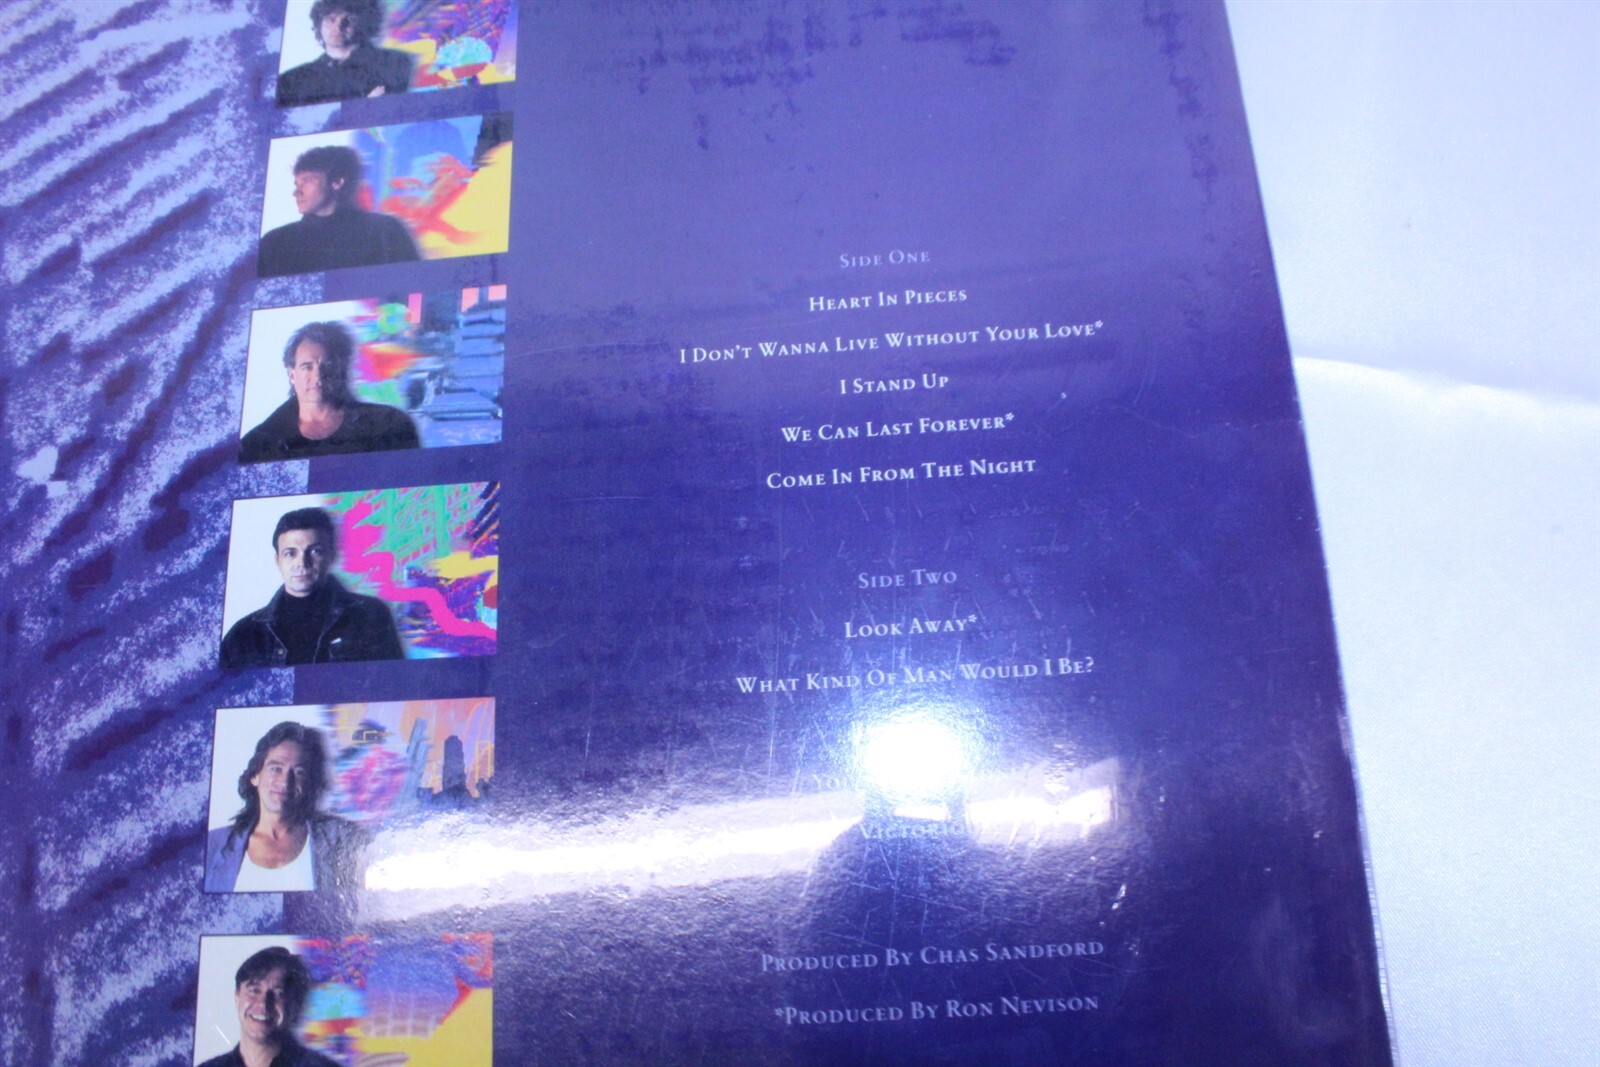 SIDE ONE
HEART IN PIECES
I DON'T WANNA LIVE WITHOUT YOUR LOVE*
I STAND UP
WE CAN LAST FOREVER*
COME IN FROM THE NIGHT
SIDE TWO
LOOK AWAY*
WHAT KIND OF MAN WOULD I BE?
PRODUCED BY CHAS SANDFORD
*PRODUCED BY RON NEVISON